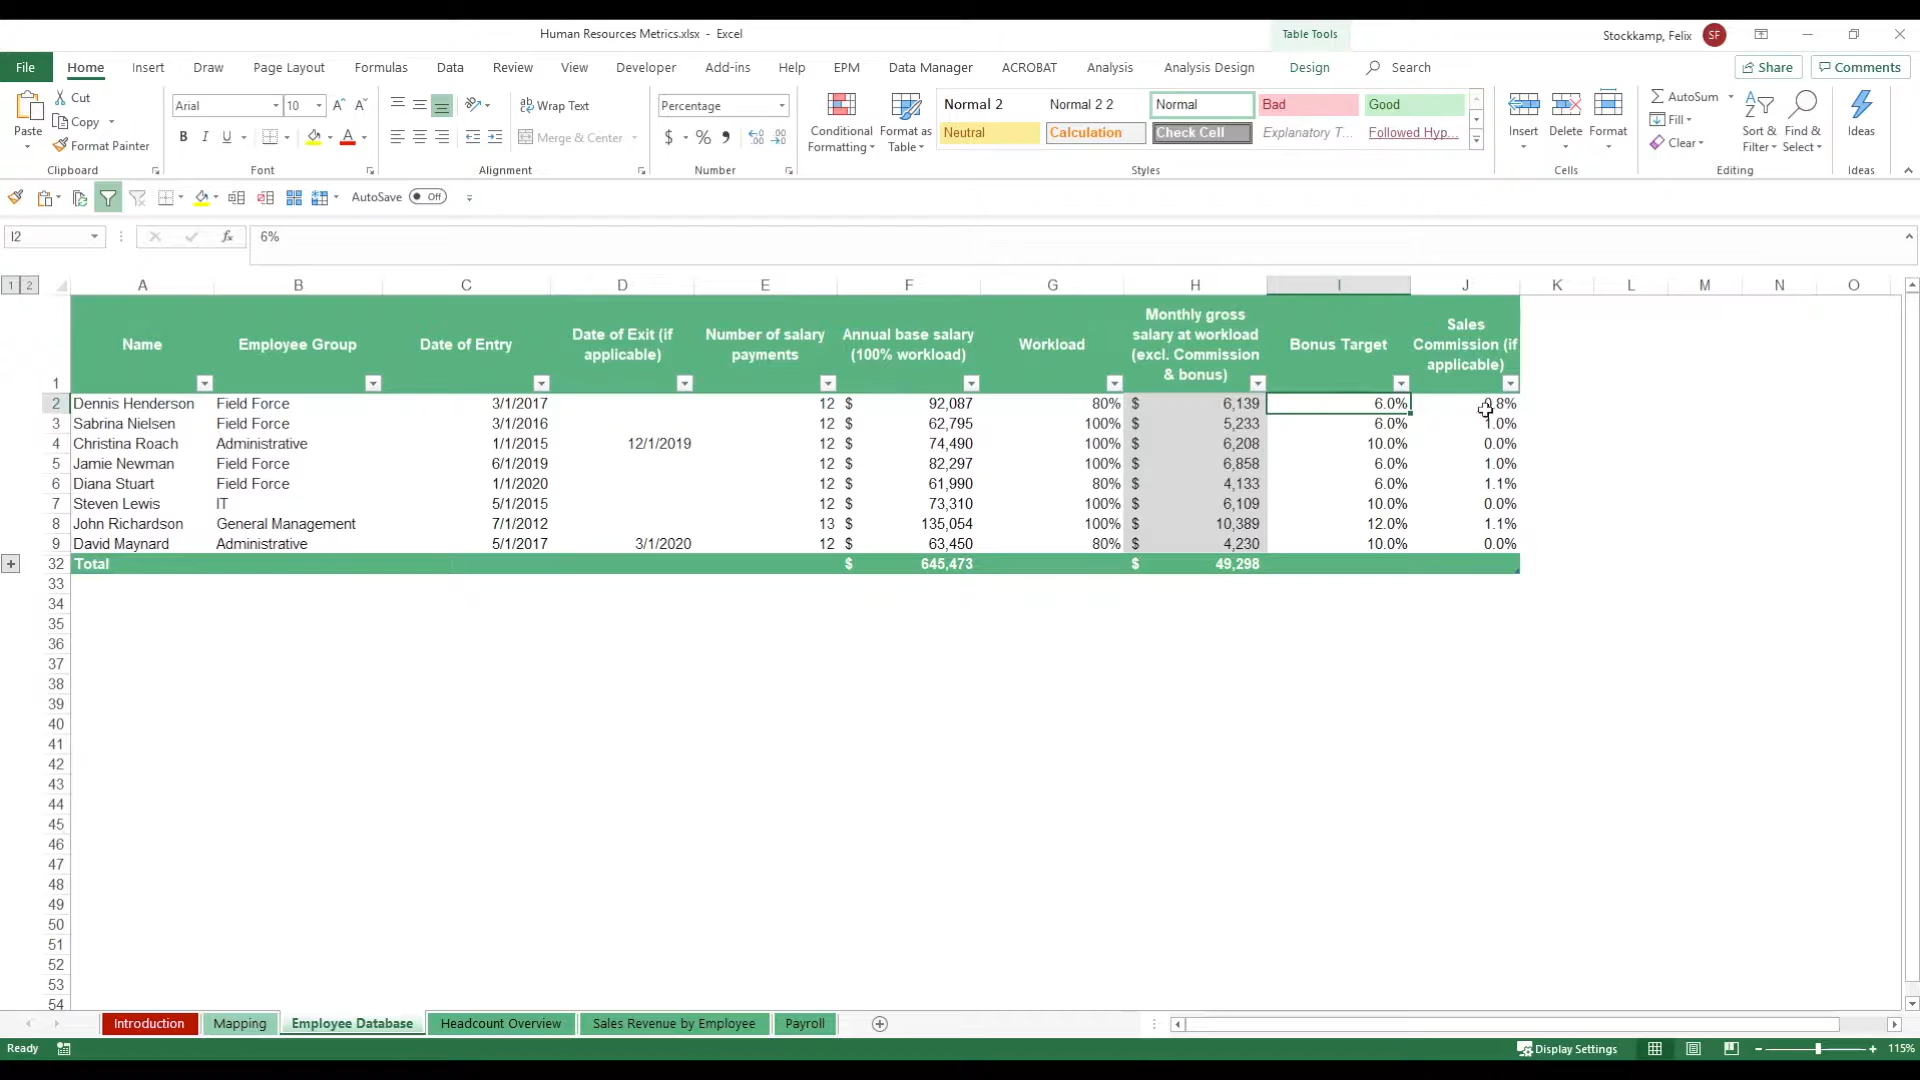 Human Resources Metrics.xlsx - Excel
Table Tools
Stockkamp, Felix SF
File Home Insert Draw Page Layout Formulas Data Review View Developer Add-ins Help EPM Data Manager ACROBAT Analysis Analysis Design Design Search Share Comments
Paste Cut Copy Format Painter
Clipboard
Arial 10
B I U
Font
Wrap Text
Merge & Center
Alignment
Percentage
$ % ,
Number
Conditional Formatting
Format as Table
Normal 2 Normal 2 2 Normal Bad Good
Neutral Calculation Check Cell Explanatory T... Followed Hyp...
Styles
Insert Delete Format
Cells
AutoSum
Fill
Clear
Sort & Filter
Find & Select
Editing
Ideas
Ideas
AutoSave Off
I2 fx 6%
1 2
A B C D E F G H I J K L M N O
1 Name Employee Group Date of Entry Date of Exit (if applicable) Number of salary payments Annual base salary (100% workload) Workload Monthly gross salary at workload (excl. Commission & bonus) Bonus Target Sales Commission (if applicable)
2 Dennis Henderson Field Force 3/1/2017 12 $ 92,087 80% $ 6,139 6.0% 0.8%
3 Sabrina Nielsen Field Force 3/1/2016 12 $ 62,795 100% $ 5,233 6.0% 1.0%
4 Christina Roach Administrative 1/1/2015 12/1/2019 12 $ 74,490 100% $ 6,208 10.0% 0.0%
5 Jamie Newman Field Force 6/1/2019 12 $ 82,297 100% $ 6,858 6.0% 1.0%
6 Diana Stuart Field Force 1/1/2020 12 $ 61,990 80% $ 4,133 6.0% 1.1%
7 Steven Lewis IT 5/1/2015 12 $ 73,310 100% $ 6,109 10.0% 0.0%
8 John Richardson General Management 7/1/2012 13 $ 135,054 100% $ 10,389 12.0% 1.1%
9 David Maynard Administrative 5/1/2017 3/1/2020 12 $ 63,450 80% $ 4,230 10.0% 0.0%
32 Total $ 645,473 $ 49,298
33
34
35
36
37
38
39
40
41
42
43
44
45
46
47
48
49
50
51
52
53
54
Introduction Mapping Employee Database Headcount Overview Sales Revenue by Employee Payroll
Ready Display Settings 115%